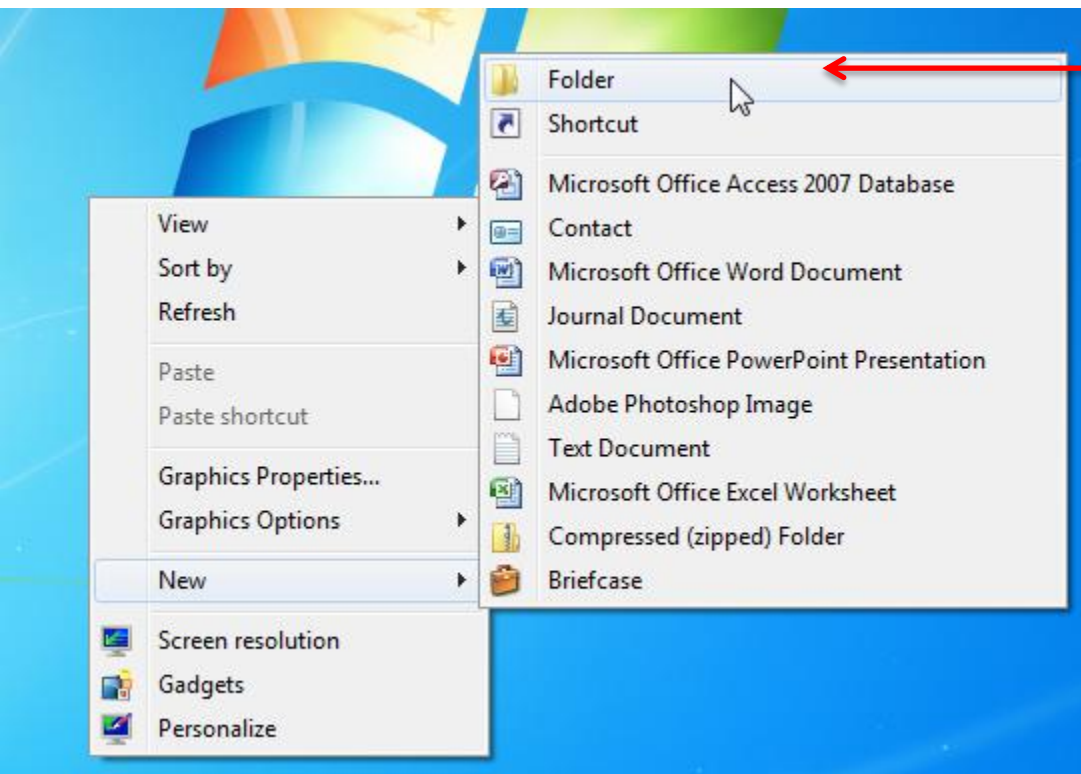 View
Sort by
Refresh
Paste
Paste shortcut
Graphics Properties...
Graphics Options
New
Screen resolution
Gadgets
Personalize
Folder
Shortcut
Microsoft Office Access 2007 Database
Contact
Microsoft Office Word Document
Journal Document
Microsoft Office PowerPoint Presentation
Adobe Photoshop Image
Text Document
Microsoft Office Excel Worksheet
Compressed (zipped) Folder
Briefcase